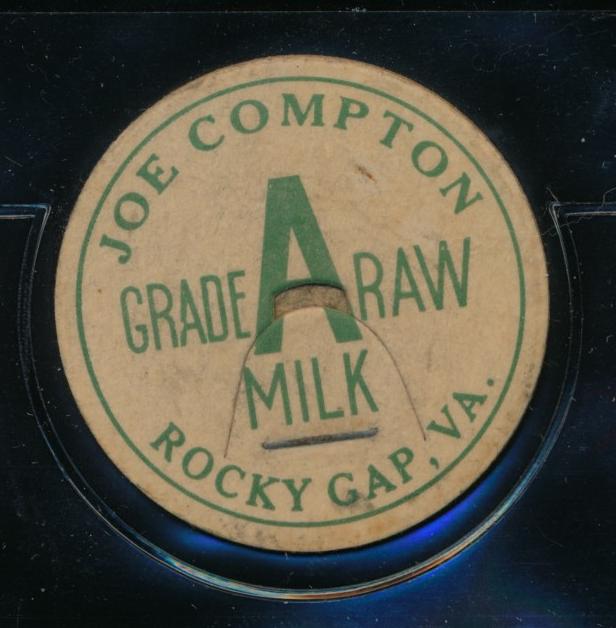 JOE COMPTON
GRADE A RAW
MILK
ROCKY GAP, VA.